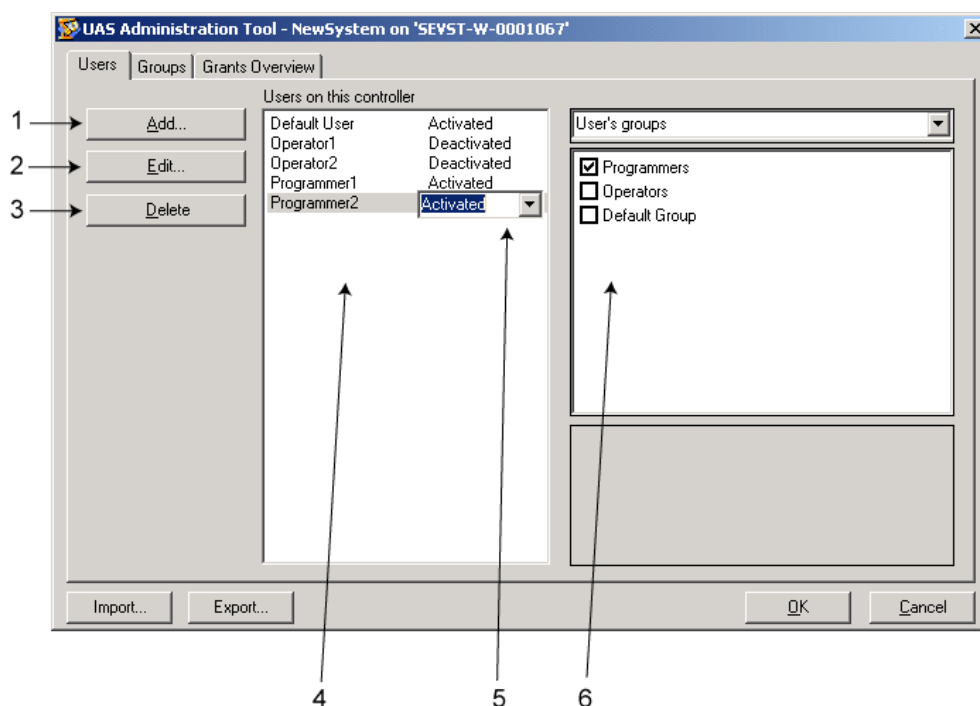 UAS Administration Tool - NewSystem on 'SEVST-W-0001067'
Users Groups Grants Overview
Users on this controller
1 Add...
2 Edit...
3 Delete
Default User Activated
Operator1 Deactivated
Operator2 Deactivated
Programmer1 Activated
Programmer2 Activated
User's groups
Programmers
Operators
Default Group
Import... Export... OK Cancel
4 5 6